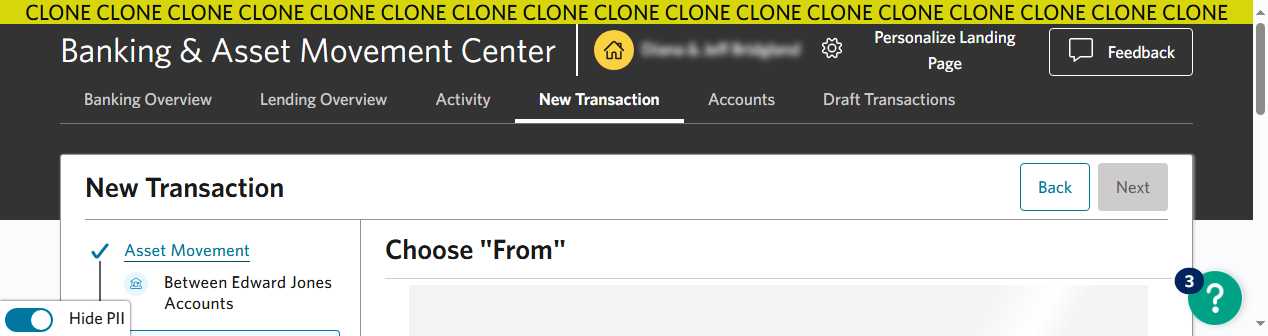 CLONE CLONE CLONE CLONE CLONE CLONE CLONE CLONE CLONE CLONE CLONE CLONE CLONE CLONE CLONE CLONE CLONE
Banking & Asset Movement Center
Personalize Landing
Page
Feedback
Banking Overview Lending Overview Activity New Transaction Accounts Draft Transactions
New Transaction
Back Next
Asset Movement
Between Edward Jones
Accounts
Choose "From"
3
?
Hide PII